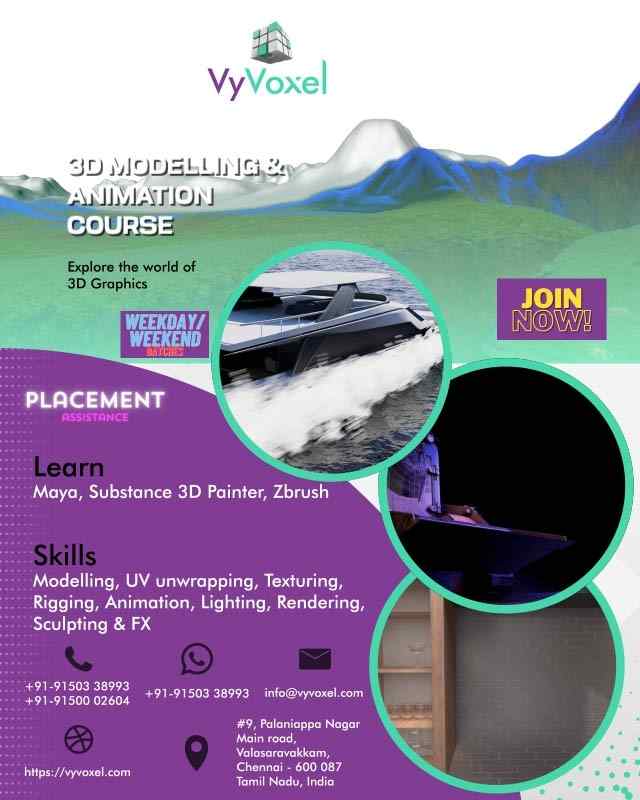 VyVoxel
3D MODELLING &
ANIMATION
COURSE
Explore the world of
3D Graphics
WEEKDAY/
WEEKEND
BATCHES
JOIN
NOW!
PLACEMENT
ASSISTANCE
Learn
Maya, Substance 3D Painter, Zbrush
Skills
Modelling, UV unwrapping, Texturing,
Rigging, Animation, Lighting, Rendering,
Sculpting & FX
+91-91503 38993
+91-91500 02604
+91-91503 38993
info@vyvoxel.com
https://vyvoxel.com
#9, Palaniappa Nagar
Main road,
Valasaravakkam,
Chennai - 600 087
Tamil Nadu, India